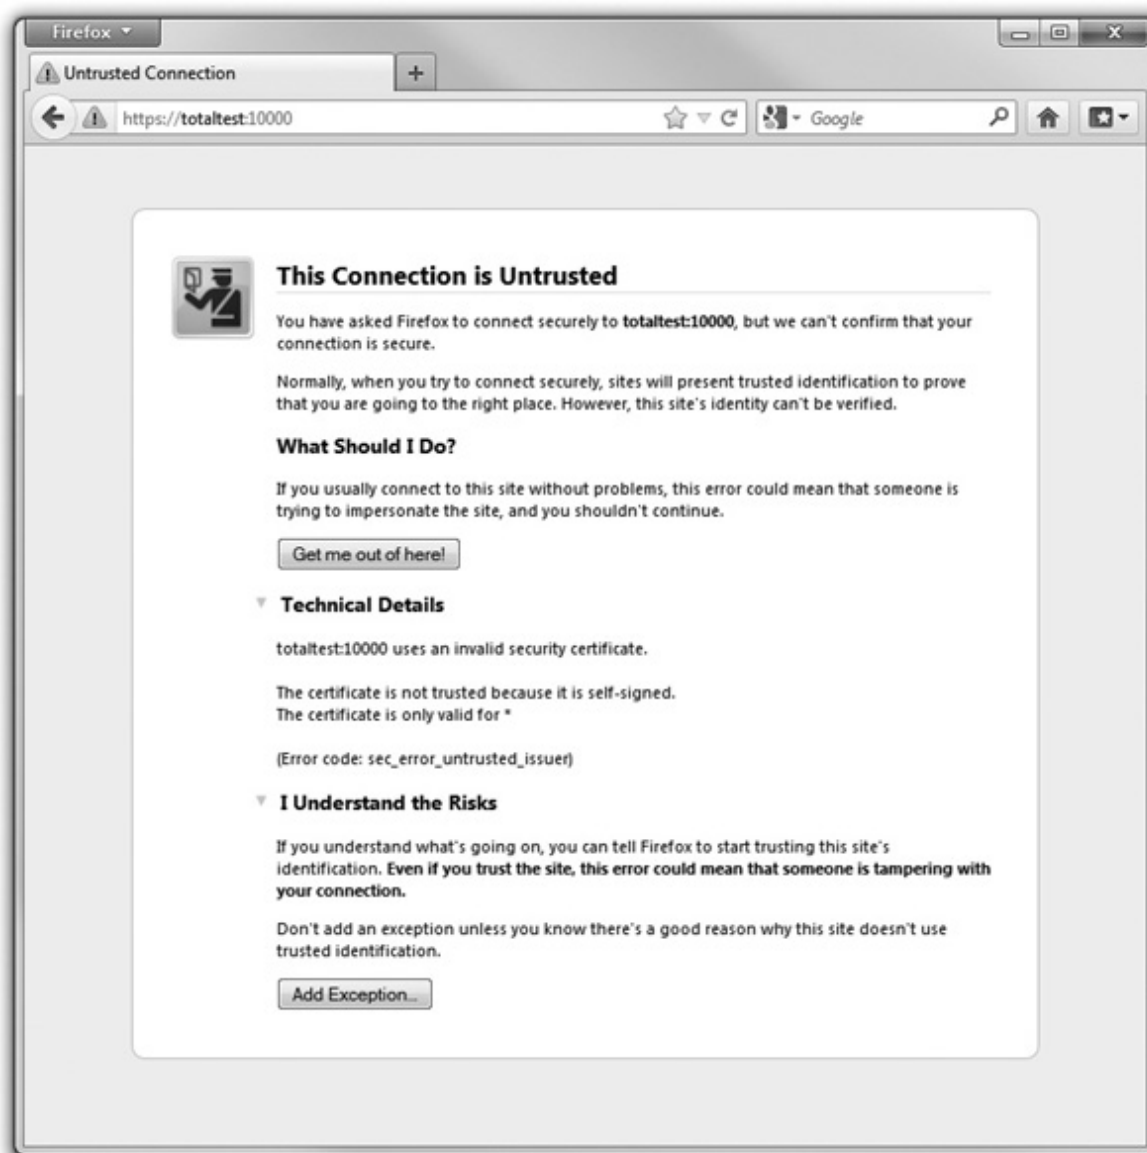 Firefox
Untrusted Connection
https://totaltest:10000
Google
This Connection is Untrusted
You have asked Firefox to connect securely to totaltest:10000, but we can't confirm that your
connection is secure.
Normally, when you try to connect securely, sites will present trusted identification to prove
that you are going to the right place. However, this site's identity can't be verified.
What Should I Do?
If you usually connect to this site without problems, this error could mean that someone is
trying to impersonate the site, and you shouldn't continue.
Get me out of here!
Technical Details
totaltest:10000 uses an invalid security certificate.
The certificate is not trusted because it is self-signed.
The certificate is only valid for *
(Error code: sec_error_untrusted_issuer)
I Understand the Risks
If you understand what's going on, you can tell Firefox to start trusting this site's
identification. Even if you trust the site, this error could mean that someone is tampering with
your connection.
Don't add an exception unless you know there's a good reason why this site doesn't use
trusted identification.
Add Exception...